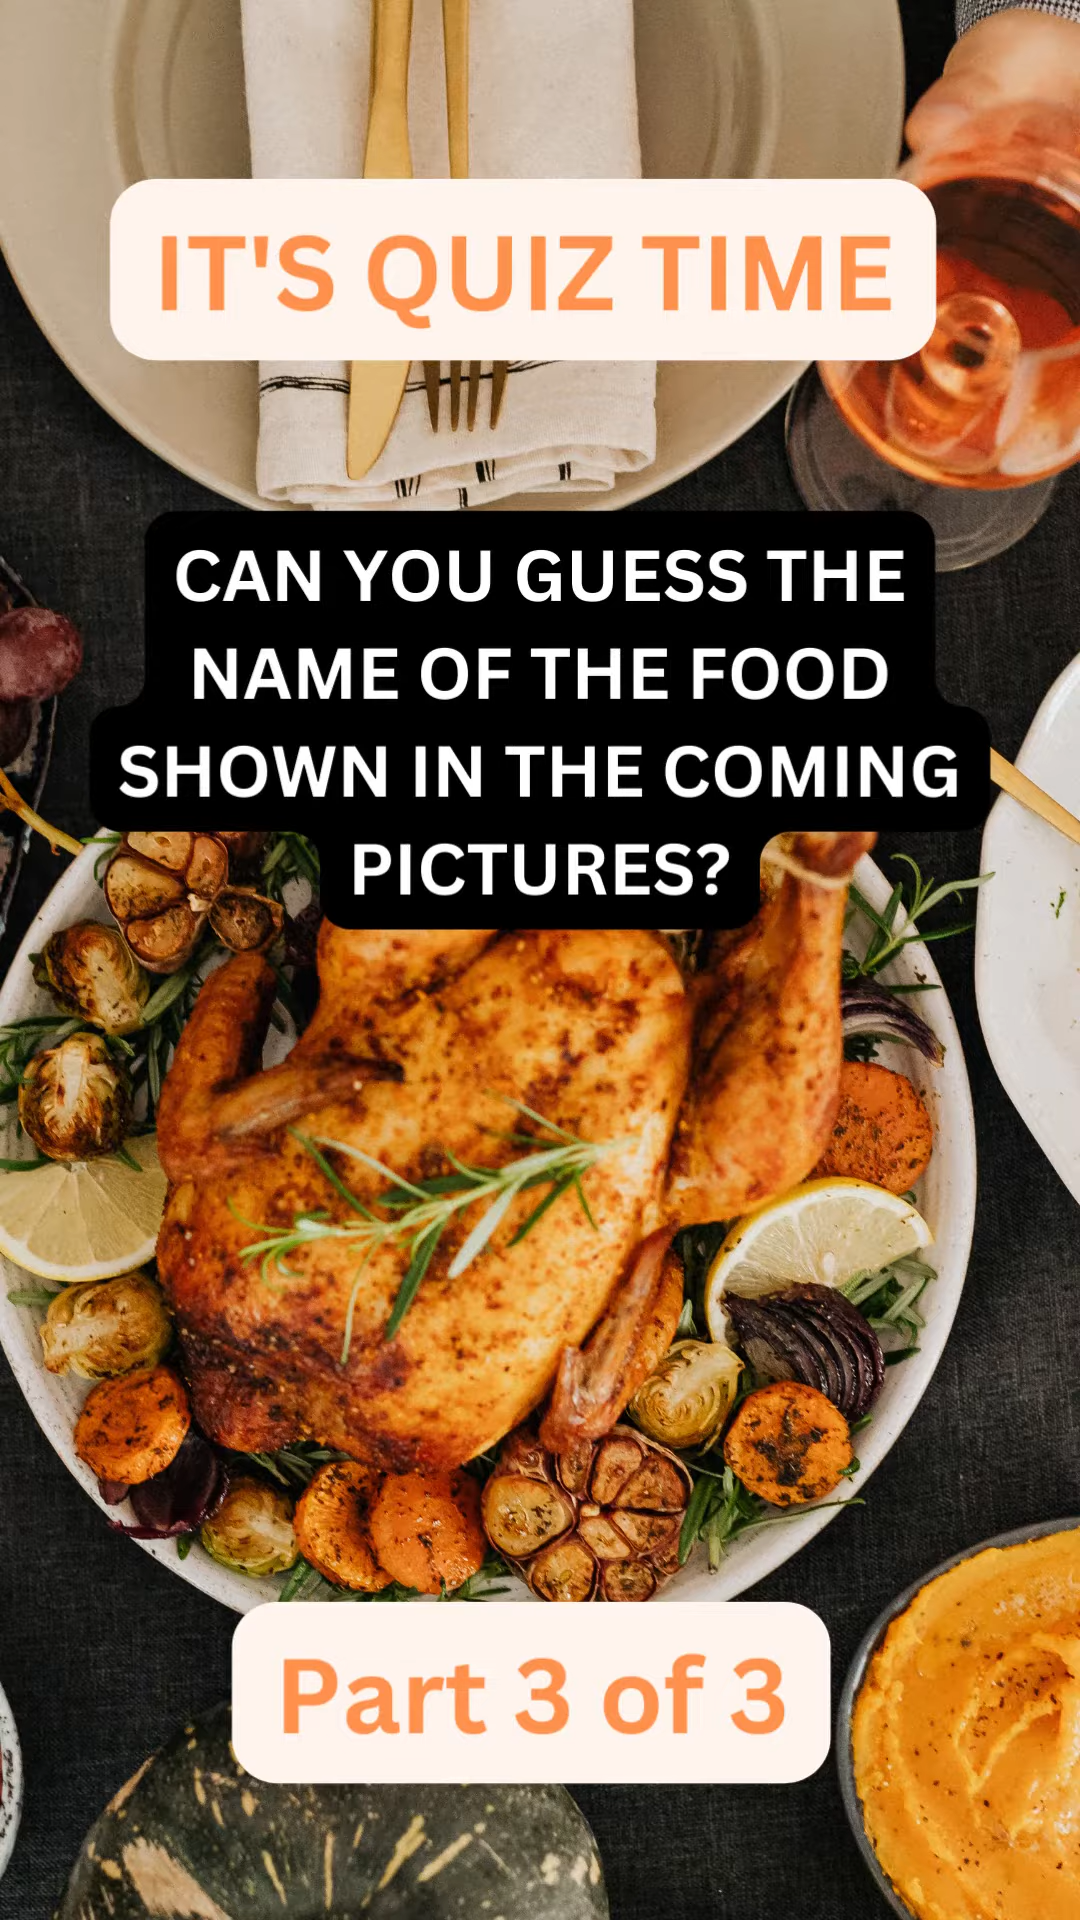 IT'S QUIZ TIME
CAN YOU GUESS THE
NAME OF THE FOOD
SHOWN IN THE COMING
PICTURES?
Part 3 of 3